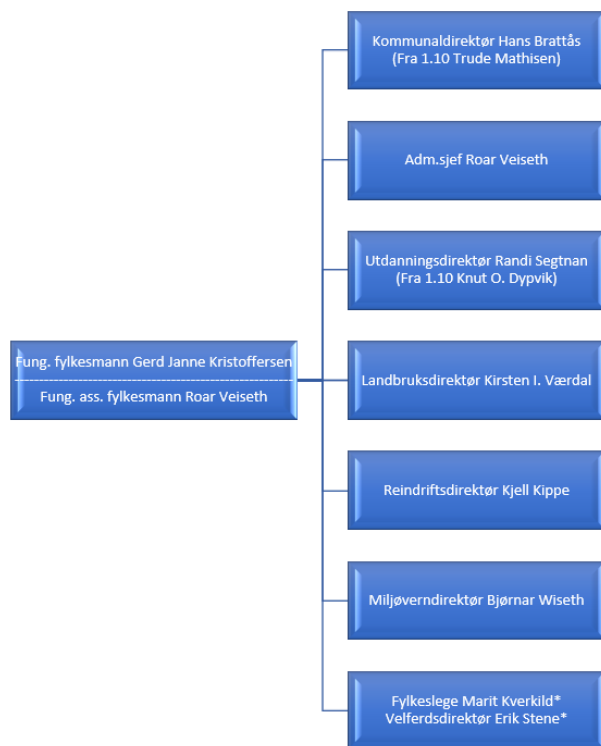 Kommunaldirektør Hans Brattås
(Fra 1.10 Trude Mathisen)
Adm.sjef Roar Veiseth
Utdanningsdirektør Randi Segtnan
(Fra 1.10 Knut O. Dypvik)
Fung. fylkesmann Gerd Janne Kristoffersen
Fung. ass. fylkesmann Roar Veiseth
Landbruksdirektør Kirsten I. Værdal
Reindriftsdirektør Kjell Kippe
Miljøverndirektør Bjørnar Wiseth
Fylkeslege Marit Kverkild*
Velferdsdirektør Erik Stene*